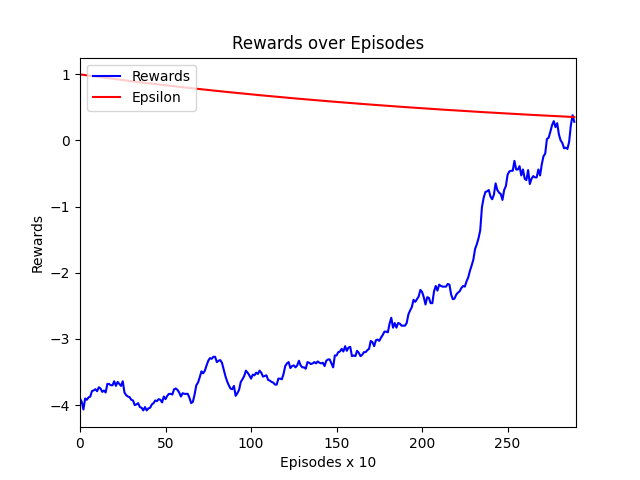 Rewards over Episodes
Rewards
Epsilon
1
0
−1
−2
−3
−4
Rewards
0 50 100 150 200 250
Episodes x 10